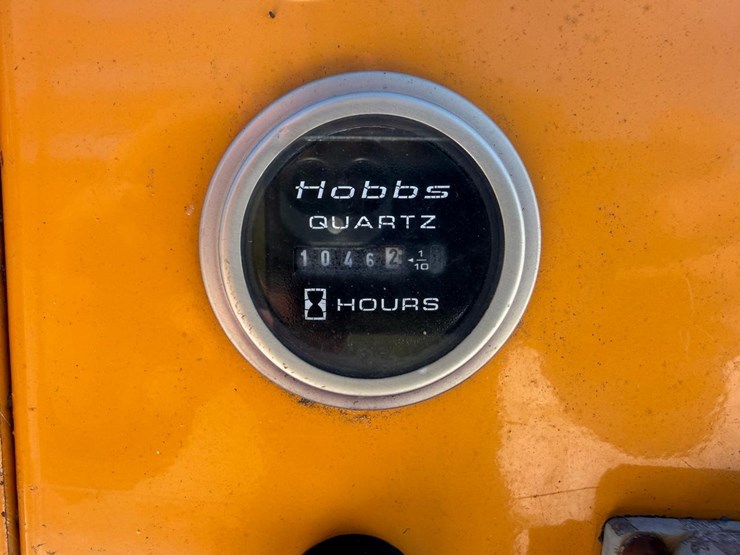 Hobbs
QUARTZ
10462 ◂ 1/10
HOURS